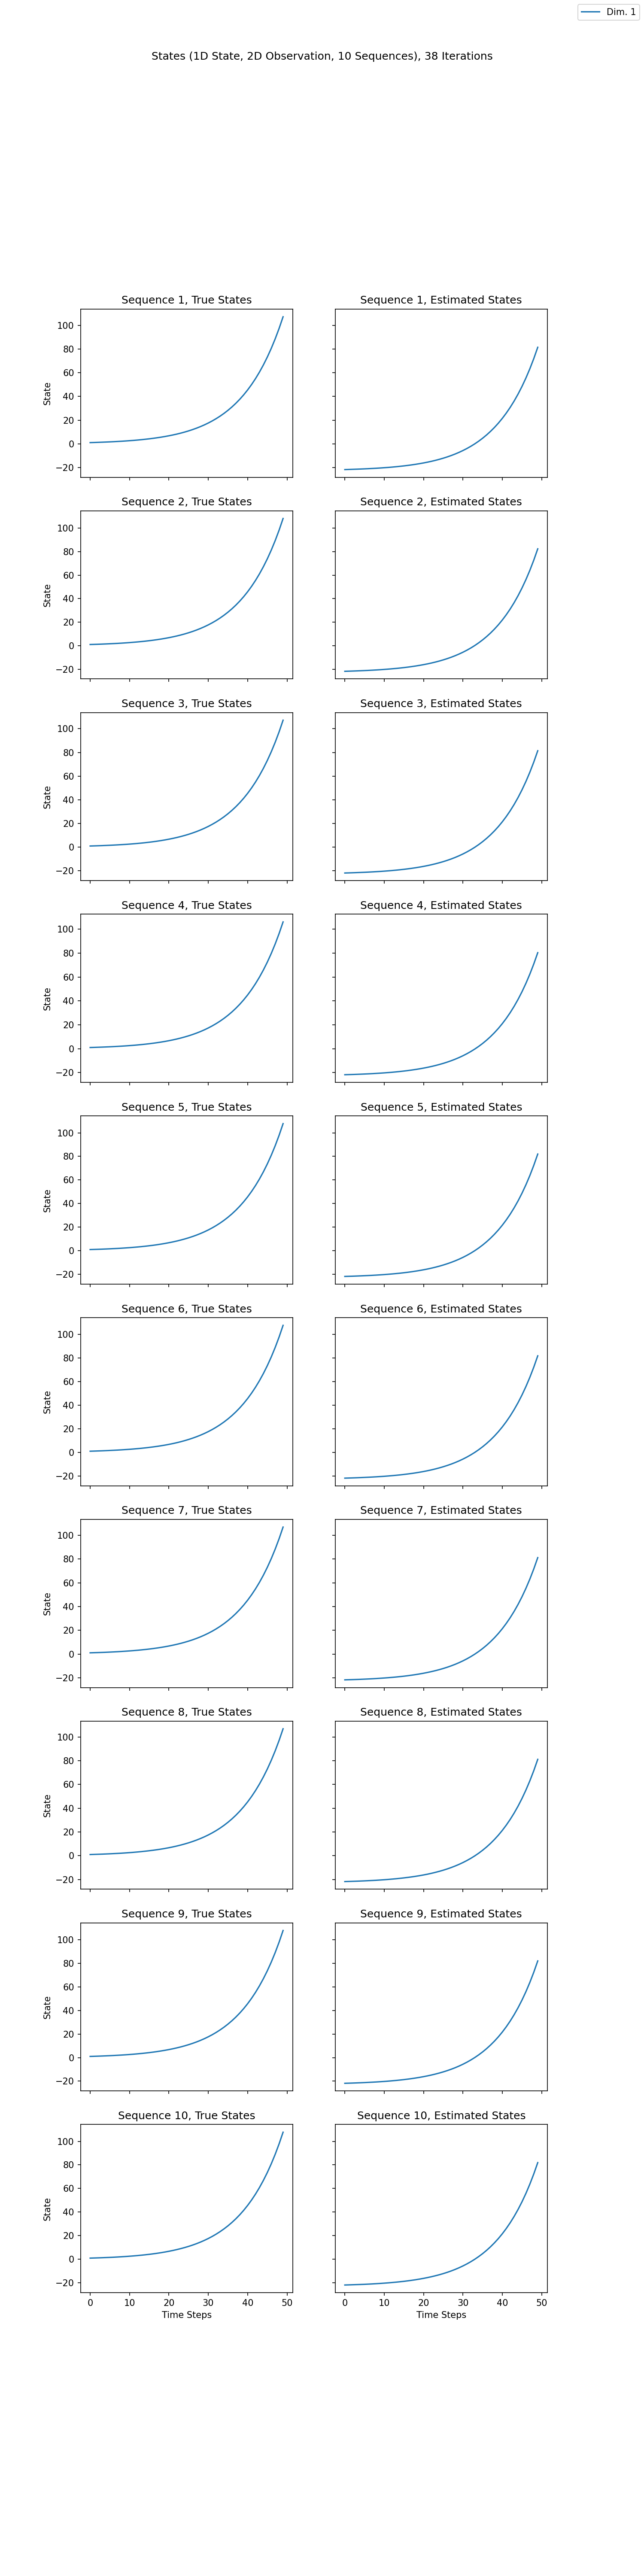 Dim. 1
States (1D State, 2D Observation, 10 Sequences), 38 Iterations
Sequence 1, True States
Sequence 1, Estimated States
100
80
60
40
20
0
−20
State
Sequence 2, True States
Sequence 2, Estimated States
100
80
60
40
20
0
−20
State
Sequence 3, True States
Sequence 3, Estimated States
100
80
60
40
20
0
−20
State
Sequence 4, True States
Sequence 4, Estimated States
100
80
60
40
20
0
−20
State
Sequence 5, True States
Sequence 5, Estimated States
100
80
60
40
20
0
−20
State
Sequence 6, True States
Sequence 6, Estimated States
100
80
60
40
20
0
−20
State
Sequence 7, True States
Sequence 7, Estimated States
100
80
60
40
20
0
−20
State
Sequence 8, True States
Sequence 8, Estimated States
100
80
60
40
20
0
−20
State
Sequence 9, True States
Sequence 9, Estimated States
100
80
60
40
20
0
−20
State
Sequence 10, True States
Sequence 10, Estimated States
100
80
60
40
20
0
−20
State
0 10 20 30 40 50
Time Steps
0 10 20 30 40 50
Time Steps